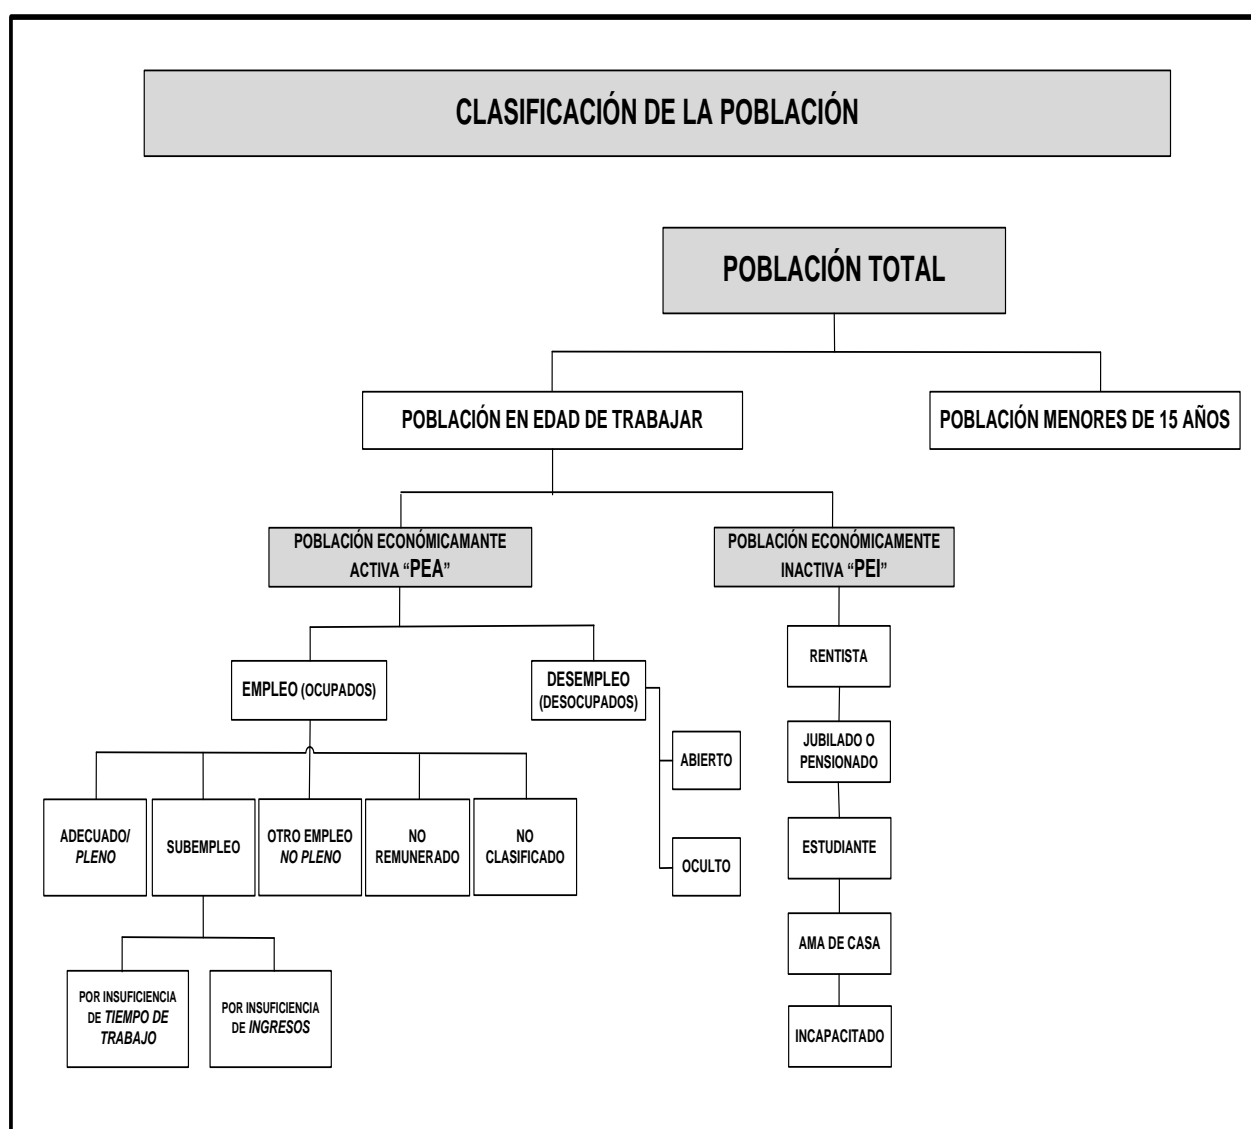 CLASIFICACIÓN DE LA POBLACIÓN
POBLACIÓN TOTAL
POBLACIÓN EN EDAD DE TRABAJAR
POBLACIÓN MENORES DE 15 AÑOS
POBLACIÓN ECONÓMICAMANTE
ACTIVA “PEA”
POBLACIÓN ECONÓMICAMENTE
INACTIVA “PEI”
EMPLEO (OCUPADOS)
DESEMPLEO
(DESOCUPADOS)
ABIERTO
OCULTO
ADECUADO/
PLENO
SUBEMPLEO
OTRO EMPLEO
NO PLENO
NO
REMUNERADO
NO
CLASIFICADO
POR INSUFICIENCIA
DE TIEMPO DE
TRABAJO
POR INSUFICIENCIA
DE INGRESOS
RENTISTA
JUBILADO O
PENSIONADO
ESTUDIANTE
AMA DE CASA
INCAPACITADO